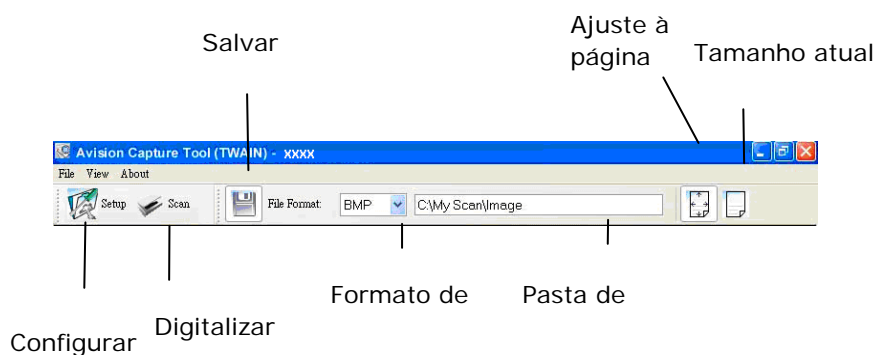 Salvar
Ajuste à
página
Tamanho atual
Avision Capture Tool (TWAIN) - xxxx
File View About
Setup Scan File Format: BMP C:\My Scan\Image
Formato de
Pasta de
Configurar
Digitalizar